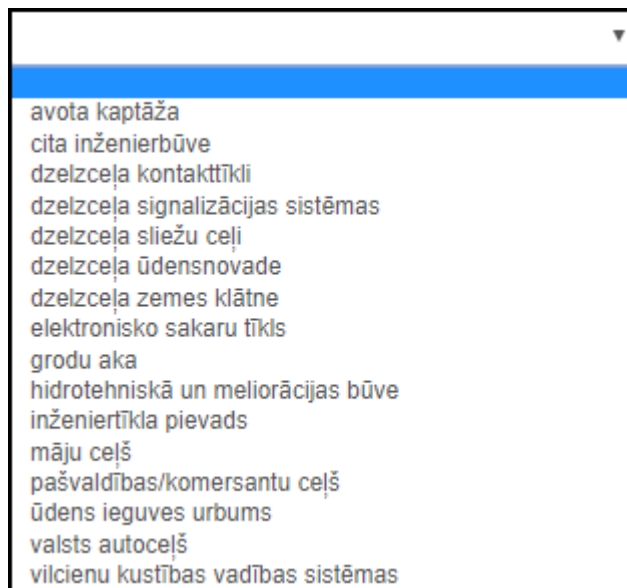 avota kaptāža
cita inženierbūve
dzelzceļa kontakttīkli
dzelzceļa signalizācijas sistēmas
dzelzceļa sliežu ceļi
dzelzceļa ūdensnovade
dzelzceļa zemes klātne
elektronisko sakaru tīkls
grodu aka
hidrotehniskā un meliorācijas būve
inženiertīkla pievads
māju ceļš
pašvaldības/komersantu ceļš
ūdens ieguves urbums
valsts autoceļš
vilcienu kustības vadības sistēmas